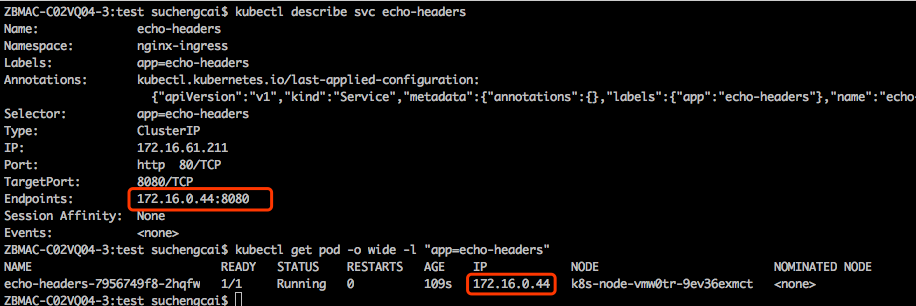 ZBMAC-C02VQ04-3:test suchengcai$ kubectl describe svc echo-headers
Name: echo-headers
Namespace: nginx-ingress
Labels: app=echo-headers
Annotations: kubectl.kubernetes.io/last-applied-configuration:
{"apiVersion":"v1","kind":"Service","metadata":{"annotations":{},"labels":{"app":"echo-headers"},"name":"echo-
Selector: app=echo-headers
Type: ClusterIP
IP: 172.16.61.211
Port: http 80/TCP
TargetPort: 8080/TCP
Endpoints: 172.16.0.44:8080
Session Affinity: None
Events: <none>
ZBMAC-C02VQ04-3:test suchengcai$ kubectl get pod -o wide -l "app=echo-headers"
NAME READY STATUS RESTARTS AGE IP NODE NOMINATED NODE
echo-headers-7956749f8-2hqfw 1/1 Running 0 109s 172.16.0.44 k8s-node-vmw0tr-9ev36exmct <none>
ZBMAC-C02VQ04-3:test suchengcai$